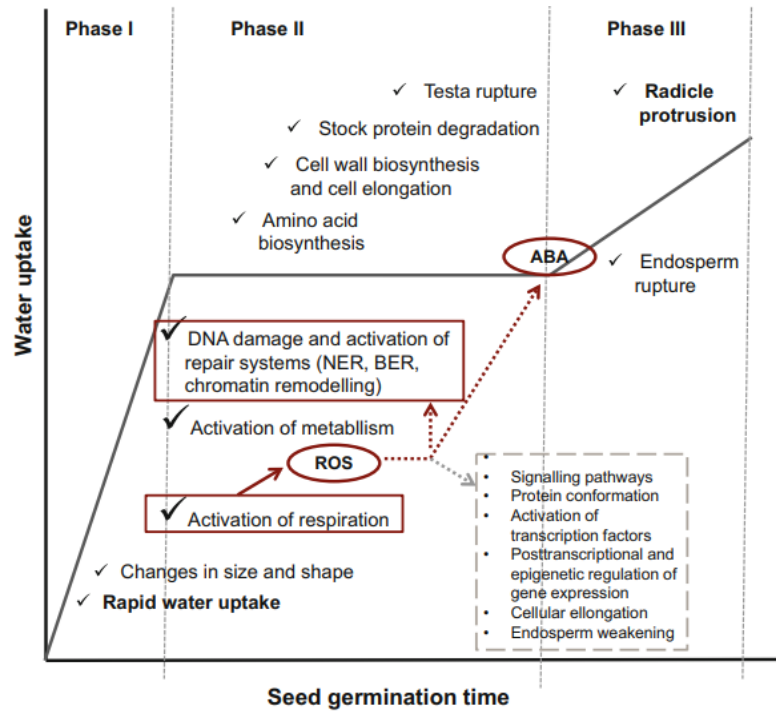 Phase I
Phase II
Phase III
✓ Testa rupture
✓ Radicle
protrusion
✓ Stock protein degradation
✓ Cell wall biosynthesis
and cell elongation
✓ Amino acid
biosynthesis
ABA
✓ Endosperm
rupture
Water uptake
✓ DNA damage and activation of
repair systems (NER, BER,
chromatin remodelling)
✓ Activation of metabllism
ROS
✓ Activation of respiration
•
• Signalling pathways
• Protein conformation
• Activation of
transcription factors
• Posttranscriptional and
epigenetic regulation of
gene expression
• Cellular ellongation
• Endosperm weakening
✓ Changes in size and shape
✓ Rapid water uptake
Seed germination time